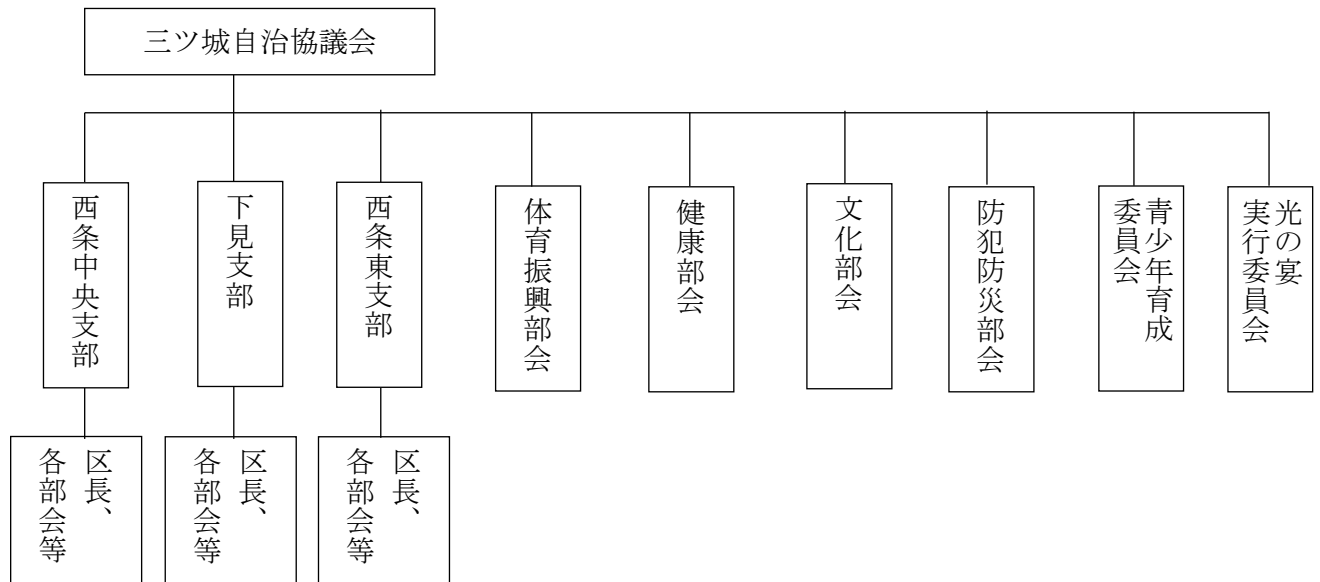 三ツ城自治協議会
西条中央支部
下見支部
西条東支部
体育振興部会
健康部会
文化部会
防犯防災部会
青少年育成
委員会
光の宴
実行委員会
区長、
各部会等
区長、
各部会等
区長、
各部会等